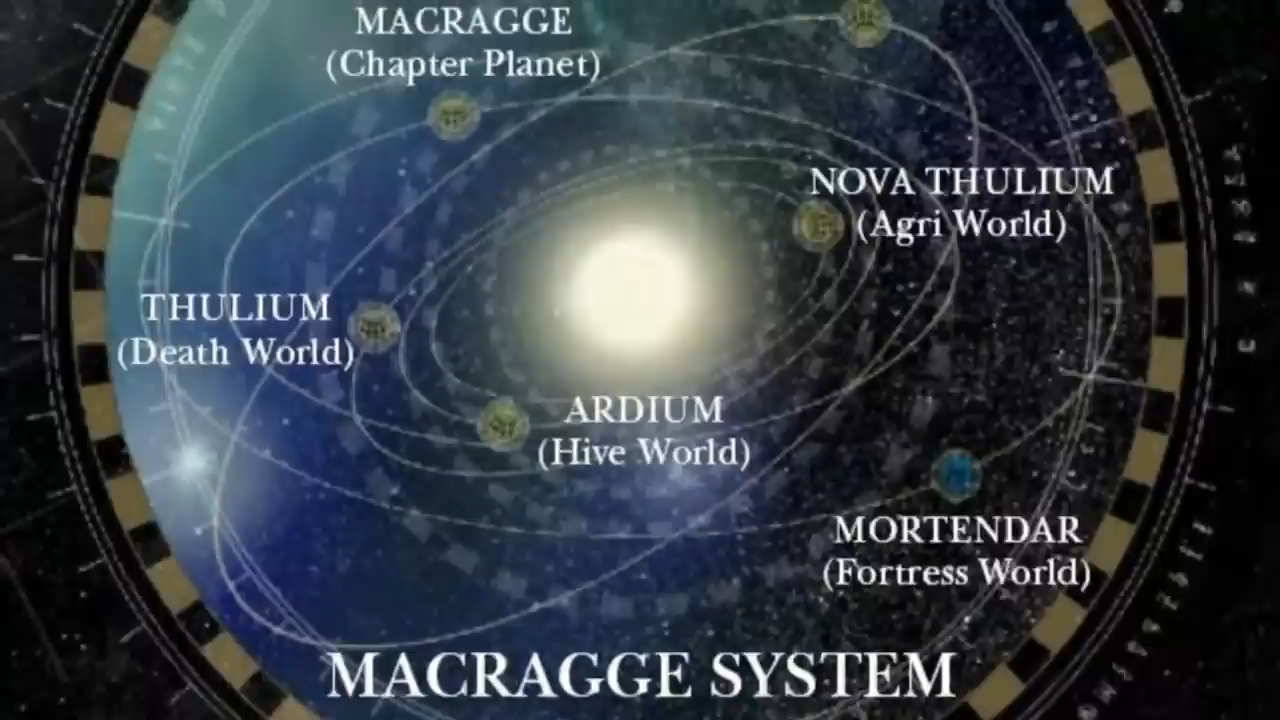 MACRAGGE
(Chapter Planet)
NOVA THULIUM
(Agri World)
THULIUM
(Death World)
ARDIUM
(Hive World)
MORTENDAR
(Fortress World)
MACRAGGE SYSTEM